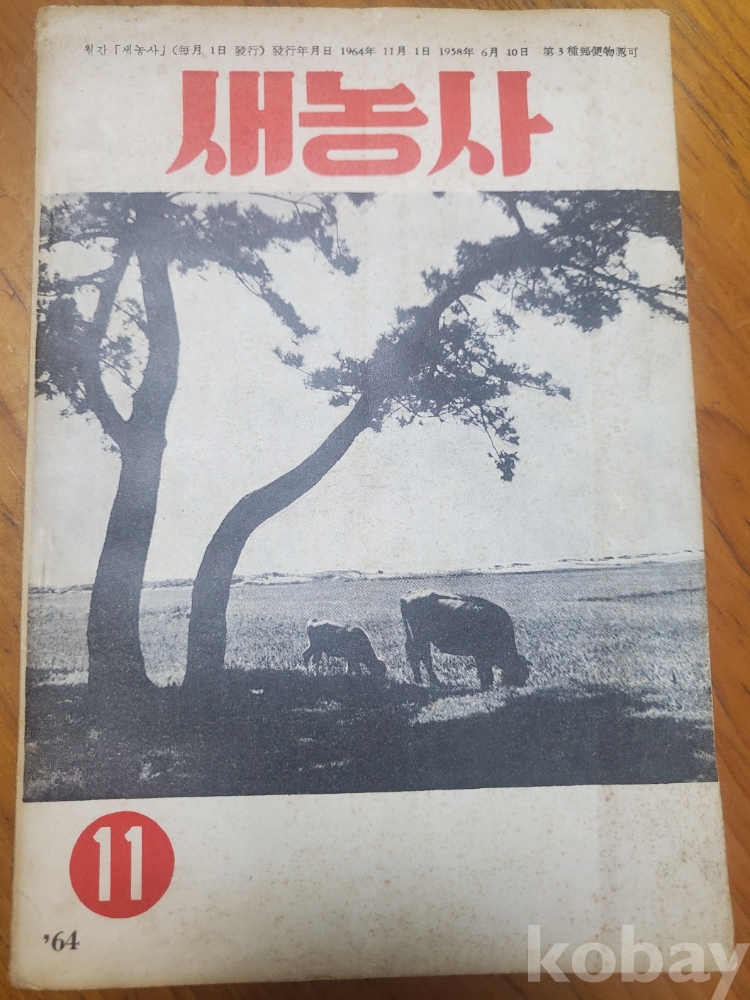 월간「새농사」(每月 1日 發行) 發行年月日 1964年 11月 1日 1958年 6月 10日 第3種郵便物認可
새농사
11
'64
kobay